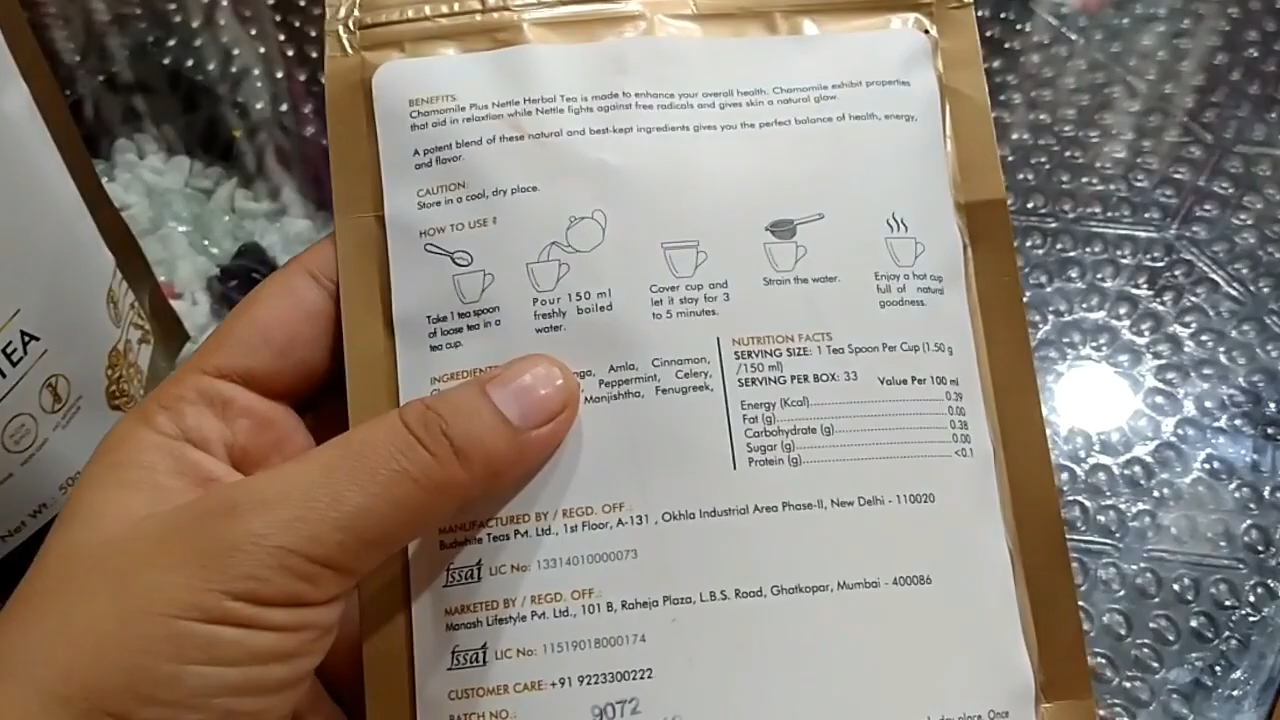 BENEFITS:
Chamomile Plus Nettle Herbal Tea is made to enhance your overall health. Chamomile exhibit properties
that aid in relaxtion while Nettle fights against free radicals and gives skin a natural glow.
A potent blend of these natural and best-kept ingredients gives you the perfect balance of health, energy,
and flavor.
CAUTION:
Store in a cool, dry place.
HOW TO USE ?
Take 1 tea spoon
of loose tea in a
tea cup.
Pour 150 ml
freshly boiled
water.
Cover cup and
let it stay for 3
to 5 minutes.
Strain the water.
Enjoy a hot cup
full of natural
goodness.
Amla, Cinnamon,
Peppermint, Celery,
Manjishtha, Fenugreek,
NUTRITION FACTS
SERVING SIZE: 1 Tea Spoon Per Cup (1.50 g
/150 ml)
SERVING PER BOX: 33 Value Per 100 ml
Energy (Kcal)............................0.39
Fat (g)............................0.00
Carbohydrate (g)............................0.38
Sugar (g)............................0.00
Protein (g)............................<0.1
MANUFACTURED BY / REGD. OFF.:
Budwhite Teas Pvt. Ltd., 1st Floor, A-131 , Okhla Industrial Area Phase-II, New Delhi - 110020
fssai LIC No: 13314010000073
MARKETED BY / REGD. OFF.:
Manash Lifestyle Pvt. Ltd., 101 B, Raheja Plaza, L.B.S. Road, Ghatkopar, Mumbai - 400086
fssai LIC No: 11519018000174
CUSTOMER CARE: +91 9223300222
BATCH NO.: 9072
place. Once
TEA
Net Wt.: 50g